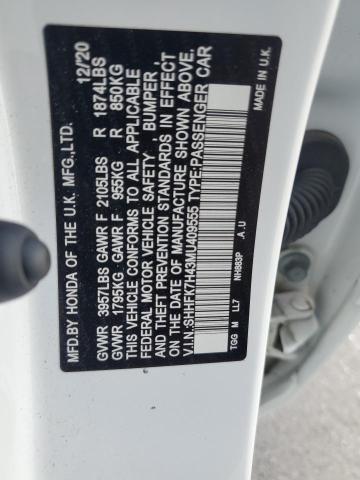 MFD.BY HONDA OF THE U.K. MFG.,LTD. 12/20
GVWR 3957LBS GAWR F 2105LBS R 1874LBS
GVWR 1795KG GAWR F 955KG R 850KG
THIS VEHICLE CONFORMS TO ALL APPLICABLE
FEDERAL MOTOR VEHICLE SAFETY, BUMPER,
AND THEFT PREVENTION STANDARDS IN EFFECT
ON THE DATE OF MANUFACTURE SHOWN ABOVE.
V.I.N.:SHHFK7H43MU409555 TYPE:PASSENGER CAR
MADE IN U.K.
TGG M LL7 NH883P .A.U